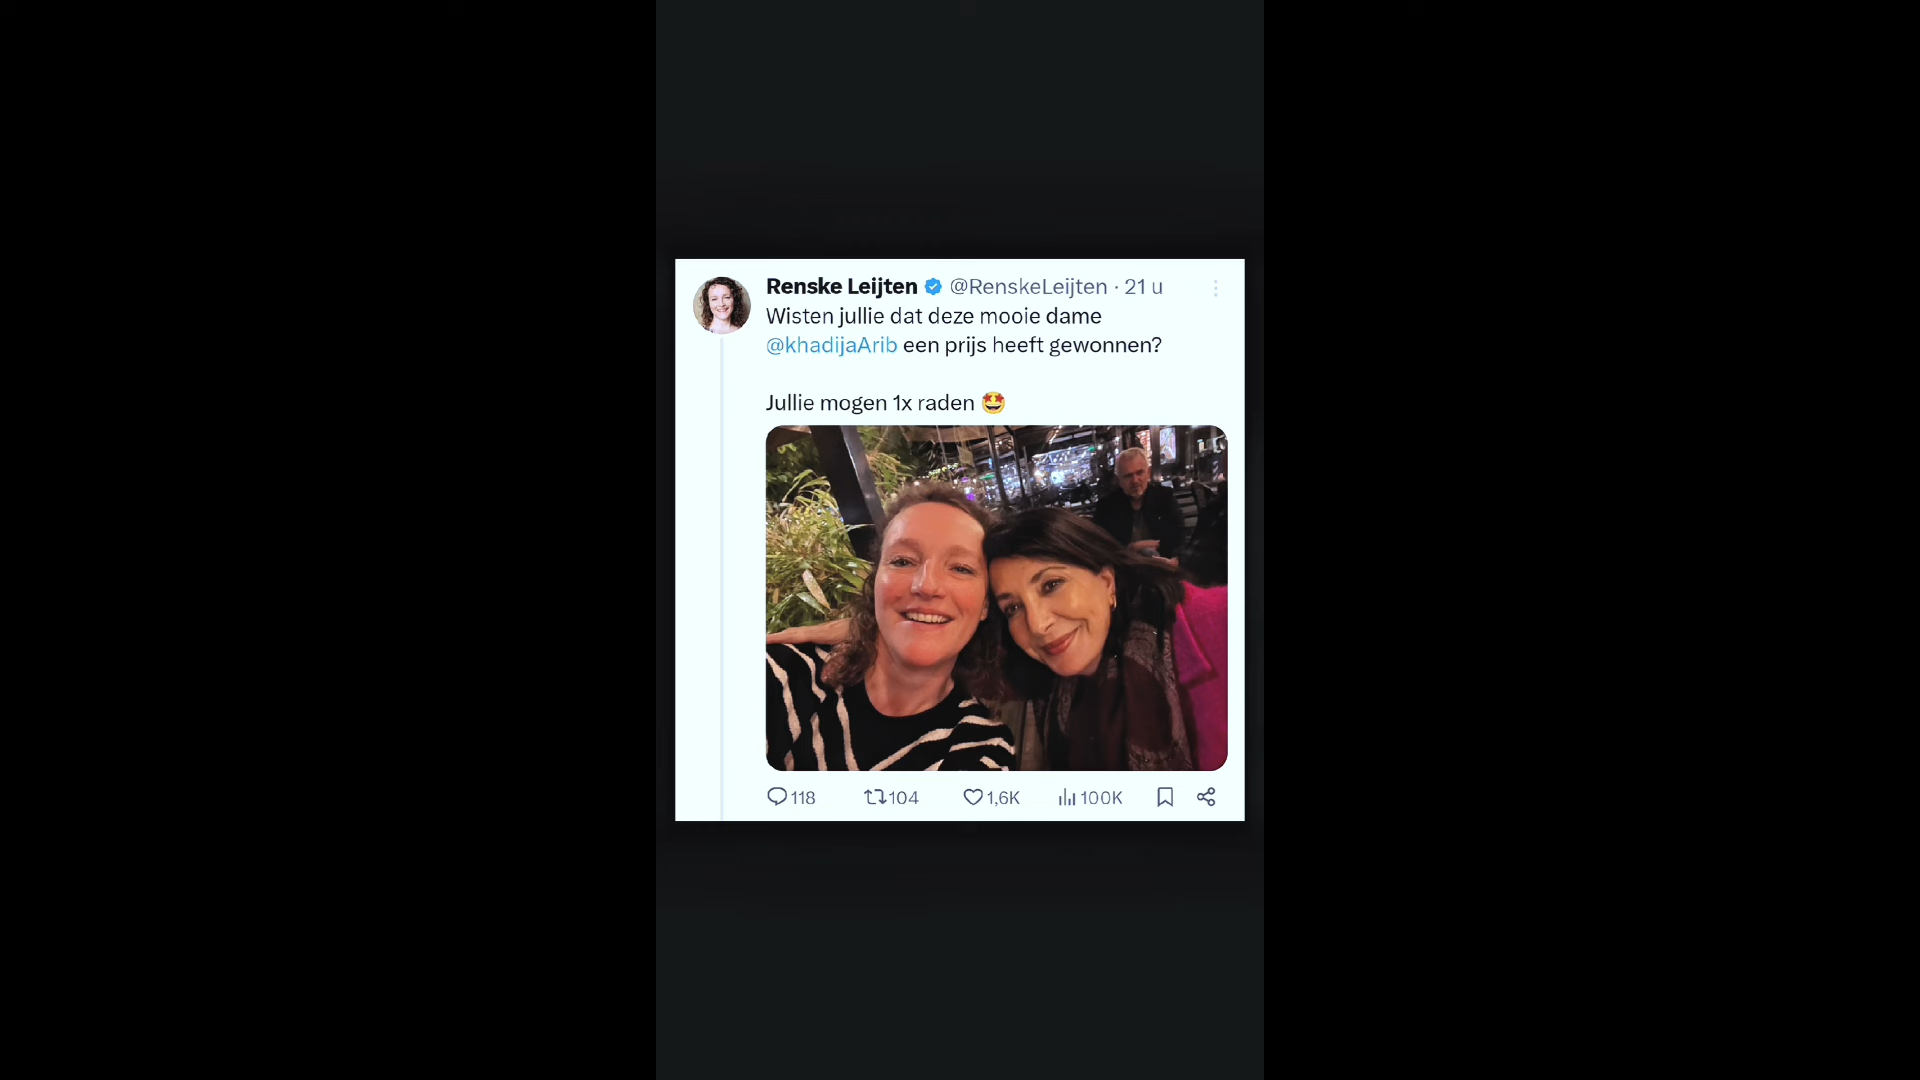 Renske Leijten @RenskeLeijten · 21 u
Wisten jullie dat deze mooie dame
@khadijaArib een prijs heeft gewonnen?
Jullie mogen 1x raden 🤩
118 104 1,6K 100K